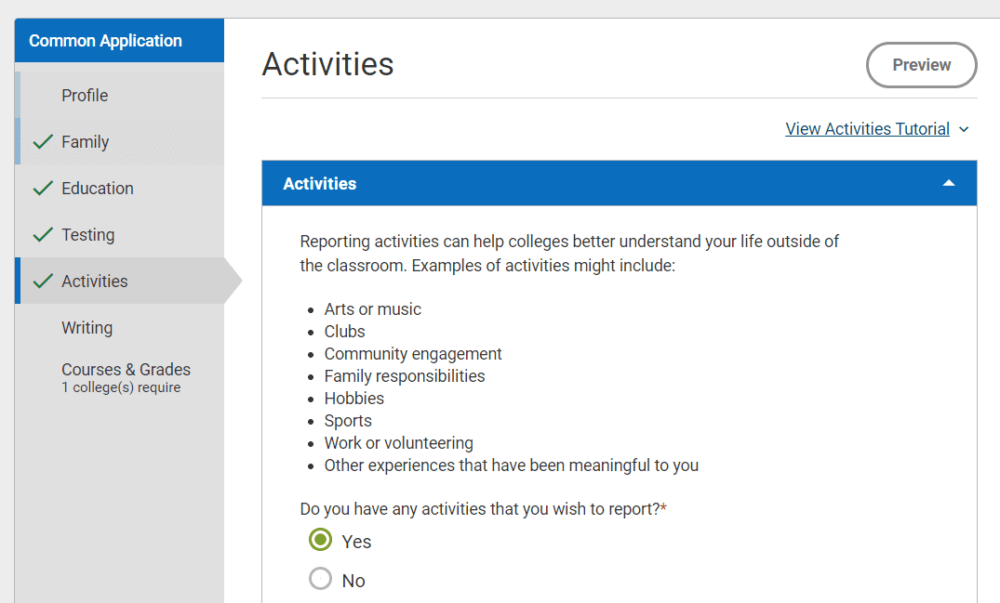 Common Application
Profile
Family
Education
Testing
Activities
Writing
Courses & Grades
1 college(s) require
Activities
Preview
View Activities Tutorial
Activities
Reporting activities can help colleges better understand your life outside of
the classroom. Examples of activities might include:
• Arts or music
• Clubs
• Community engagement
• Family responsibilities
• Hobbies
• Sports
• Work or volunteering
• Other experiences that have been meaningful to you
Do you have any activities that you wish to report?*
Yes
No